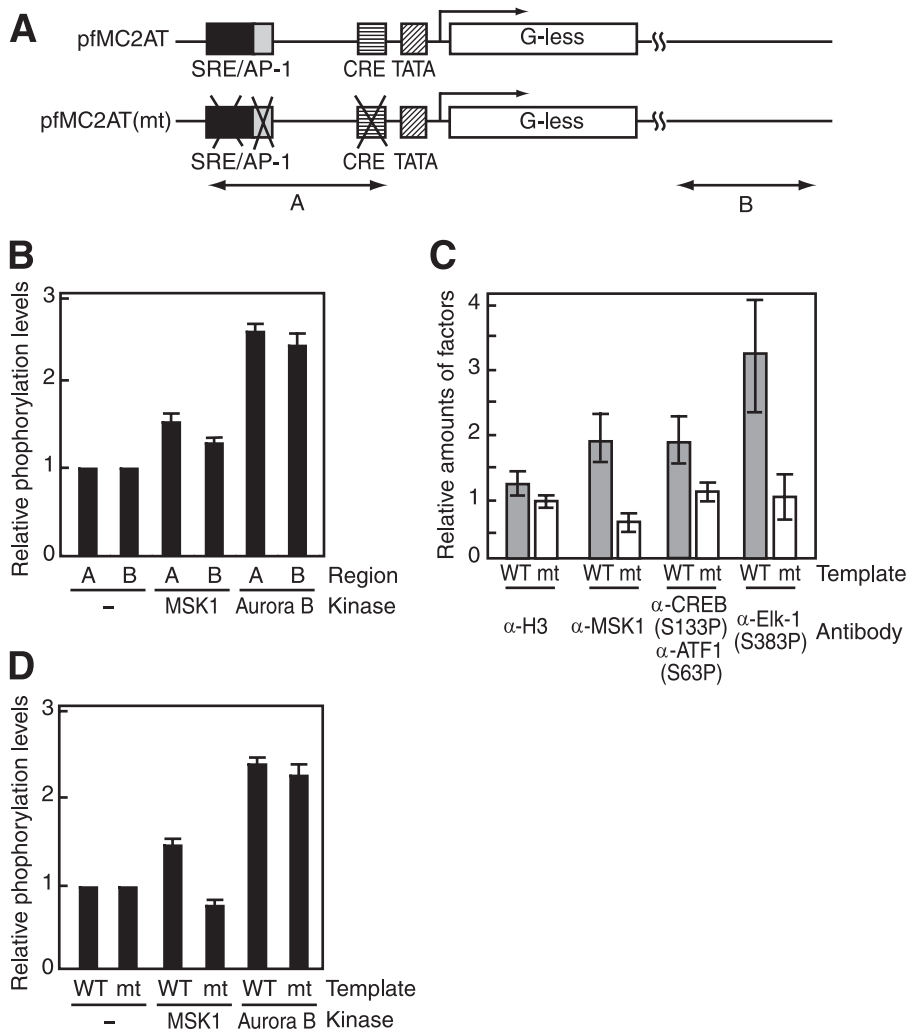 A
pfMC2AT
G-less
SRE/AP-1 CRE TATA
pfMC2AT(mt)
G-less
SRE/AP-1 CRE TATA
A
B
B
Relative phophorylation levels
3
2
1
0
A B A B A B Region
– MSK1 Aurora B Kinase
C
Relative amounts of factors
4
3
2
1
0
WT mt WT mt WT mt WT mt Template
α-H3 α-MSK1 α-CREB (S133P) α-ATF1 (S63P) α-Elk-1 (S383P) Antibody
D
Relative phophorylation levels
3
2
1
0
WT mt WT mt WT mt Template
– MSK1 Aurora B Kinase